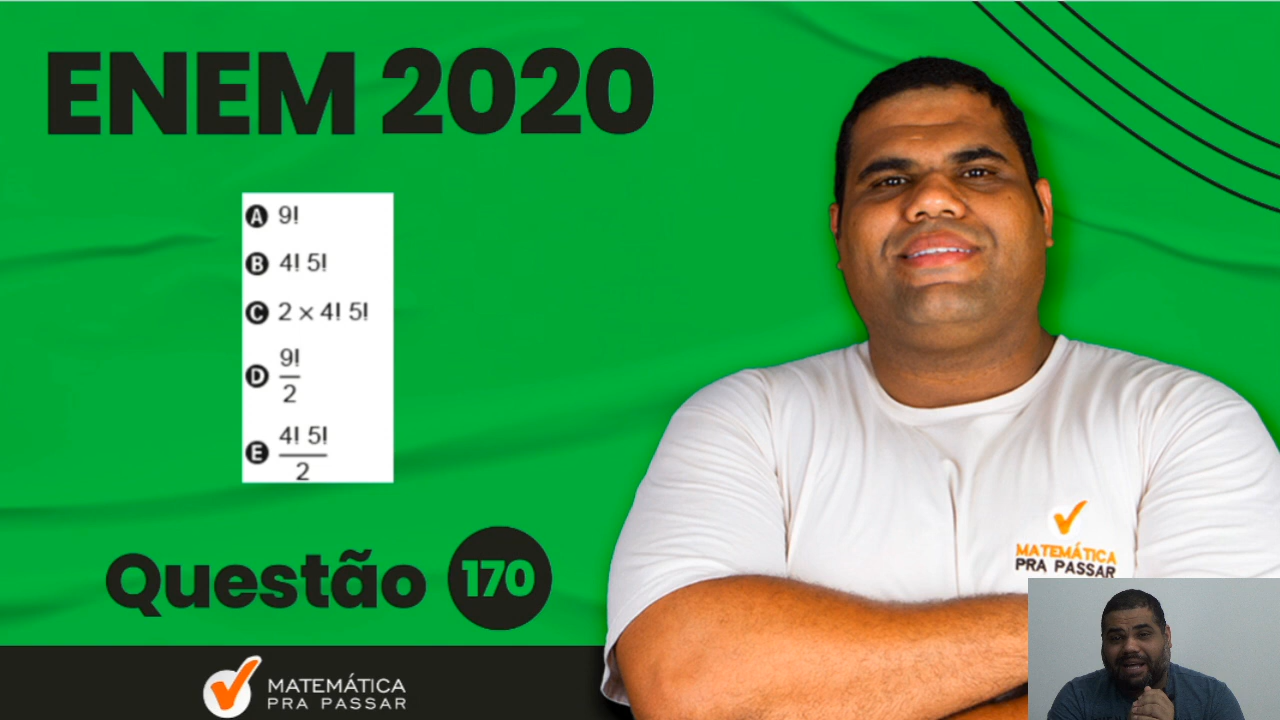 ENEM 2020
A 9!
B 4! 5!
C 2 × 4! 5!
D 9!
2
E 4! 5!
2
Questão 170
MATEMÁTICA
PRA PASSAR
MATEMÁTICA
PRA PASSAR